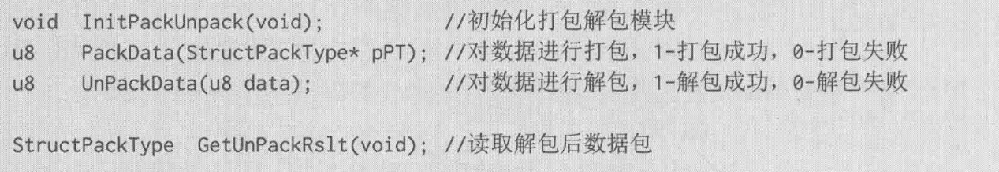 void  InitPackUnpack(void);             //初始化打包解包模块
u8    PackData(StructPackType* pPT); //对数据进行打包，1-打包成功，0-打包失败
u8    UnPackData(u8 data);              //对数据进行解包，1-解包成功，0-解包失败
StructPackType  GetUnPackRslt(void); //读取解包后数据包